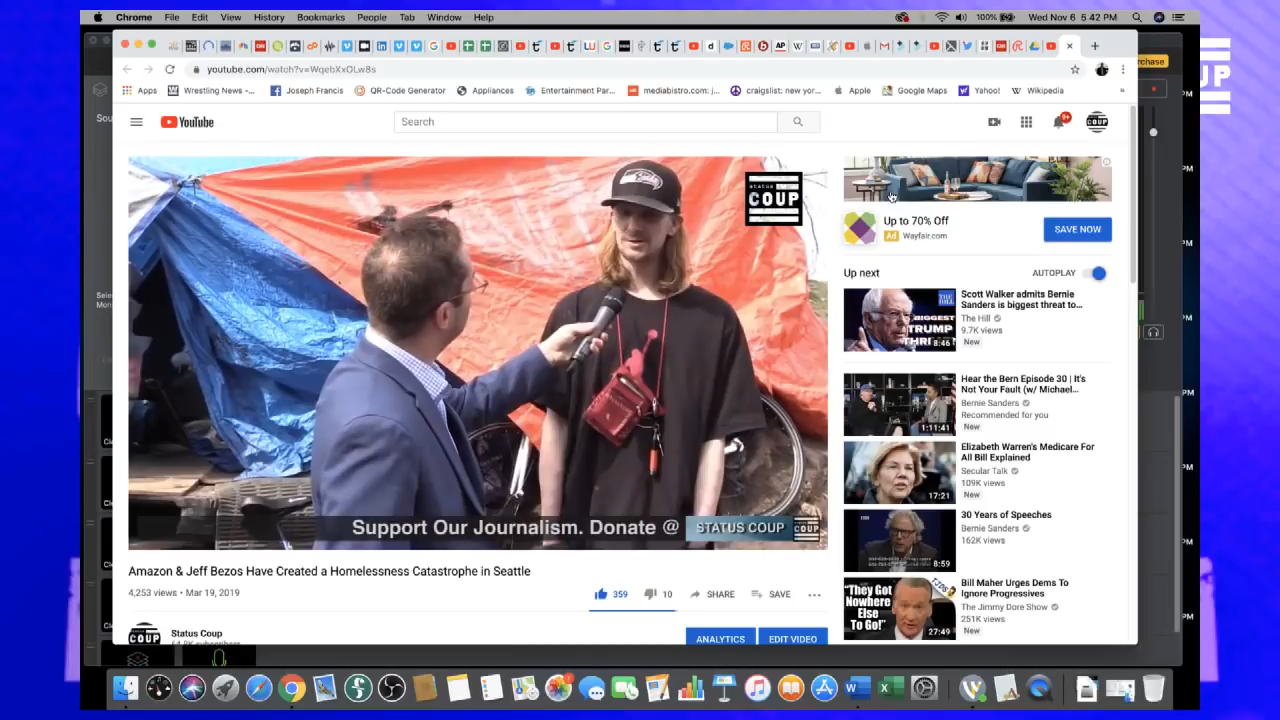 Chrome File Edit View History Bookmarks People Tab Window Help
100% Wed Nov 6 5:42 PM
youtube.com/watch?v=WqebXxOLw8s
Apps Wrestling News -... Joseph Francis QR-Code Generator Appliances Entertainment Par... mediabistro.com: j... craigslist: new yor... Apple Google Maps Yahoo! Wikipedia
YouTube
Search
9+
COUP
status
COUP
Support Our Journalism. Donate @ STATUS COUP
Amazon & Jeff Bezos Have Created a Homelessness Catastrophe in Seattle
4,253 views • Mar 19, 2019
359 10 SHARE SAVE
COUP
Status Coup
ANALYTICS EDIT VIDEO
Up to 70% Off
Ad Wayfair.com
SAVE NOW
Up next AUTOPLAY
Scott Walker admits Bernie
Sanders is biggest threat to...
The Hill
9.7K views
New
8:46
Hear the Bern Episode 30 | It's
Not Your Fault (w/ Michael...
Bernie Sanders
Recommended for you
New
1:11:41
Elizabeth Warren's Medicare For
All Bill Explained
Secular Talk
109K views
New
17:21
30 Years of Speeches
Bernie Sanders
162K views
8:59
Bill Maher Urges Dems To
Ignore Progressives
The Jimmy Dore Show
251K views
New
"They Got
Nowhere
Else
To Go!"
27:49